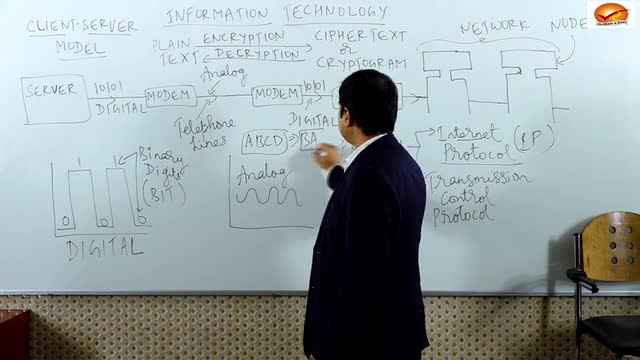 INFORMATION TECHNOLOGY
CLIENT-SERVER
MODEL
PLAIN
TEXT
ENCRYPTION
DECRYPTION
CIPHER TEXT
or
CRYPTOGRAM
NETWORK
NODE
SERVER
10101
DIGITAL
MODEM
Analog
Telephone
Lines
MODEM
10101
DIGITAL
ABCD
BA
Internet
Protocol (IP)
Transmission
Control
Protocol
1
1
0
0
0
Binary
Digits
(BIT)
DIGITAL
Analog